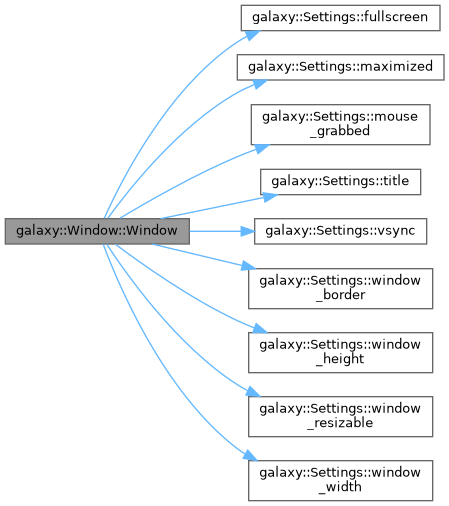 galaxy::Settings::fullscreen
galaxy::Settings::maximized
galaxy::Settings::mouse
_grabbed
galaxy::Settings::title
galaxy::Window::Window
galaxy::Settings::vsync
galaxy::Settings::window
_border
galaxy::Settings::window
_height
galaxy::Settings::window
_resizable
galaxy::Settings::window
_width